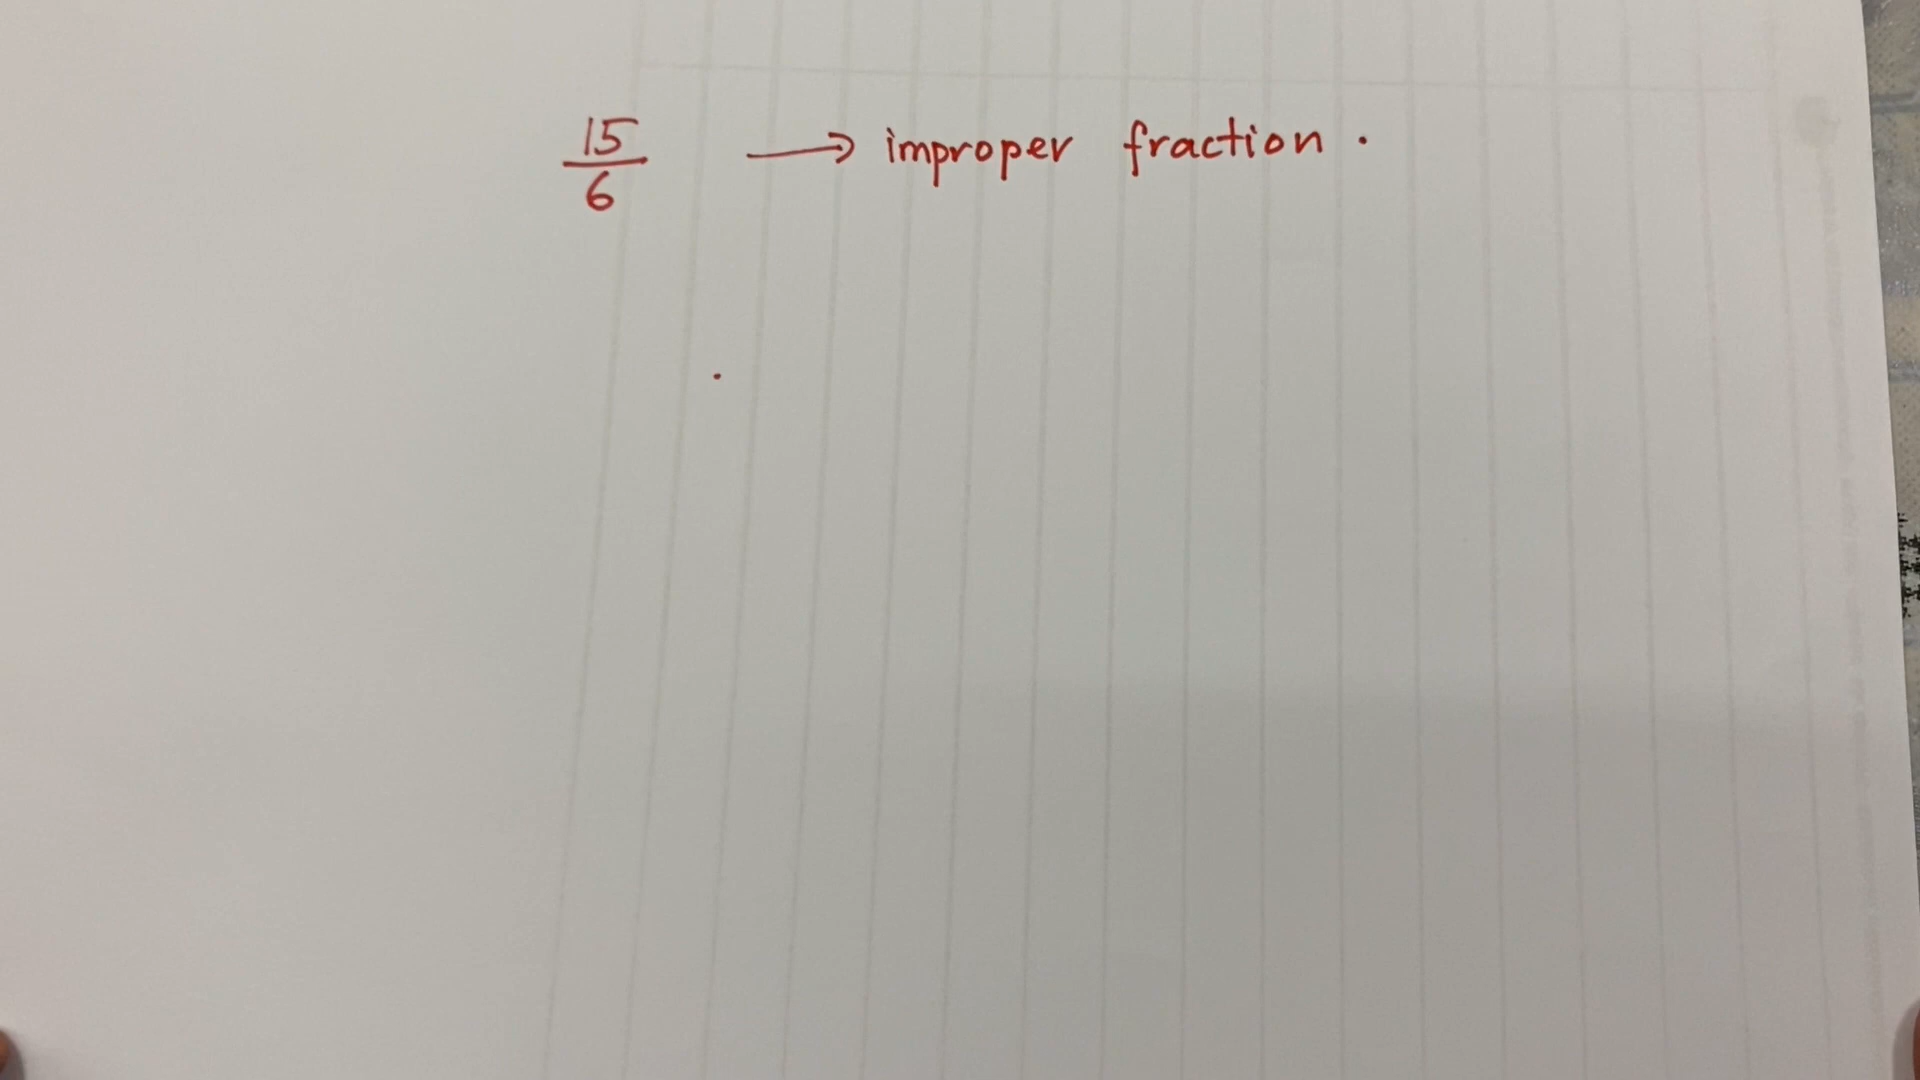 15/6 → improper fraction.